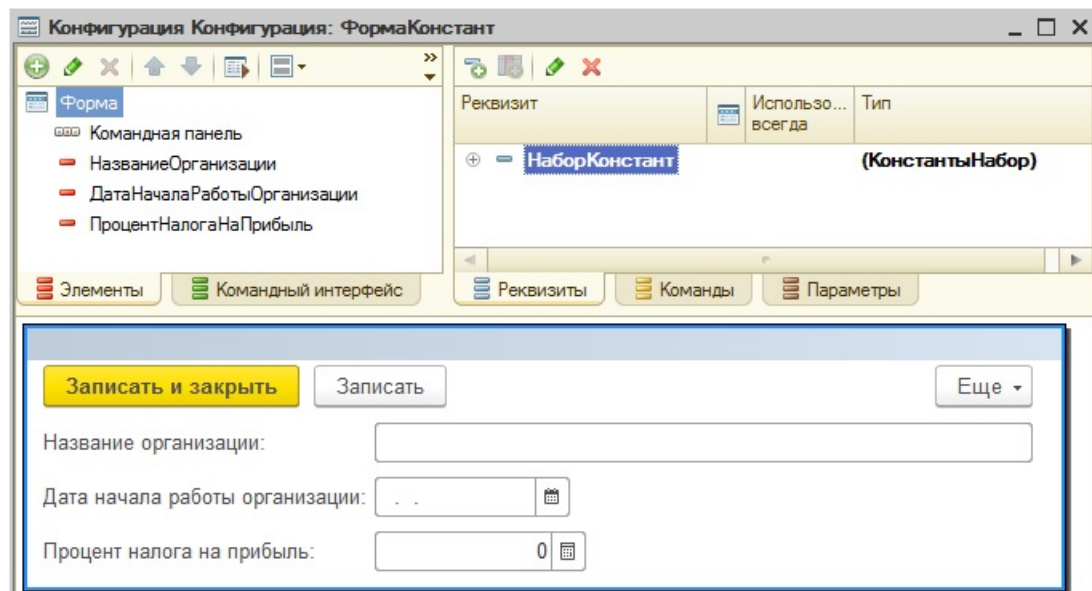 Конфигурация Конфигурация: ФормаКонстант
Форма
Командная панель
НазваниеОрганизации
ДатаНачалаРаботыОрганизации
ПроцентНалогаНаПрибыль
Элементы
Командный интерфейс
Реквизит
Использо...
всегда
Тип
НаборКонстант
(КонстантыНабор)
Реквизиты
Команды
Параметры
Записать и закрыть
Записать
Еще
Название организации:
Дата начала работы организации: . .
Процент налога на прибыль: 0